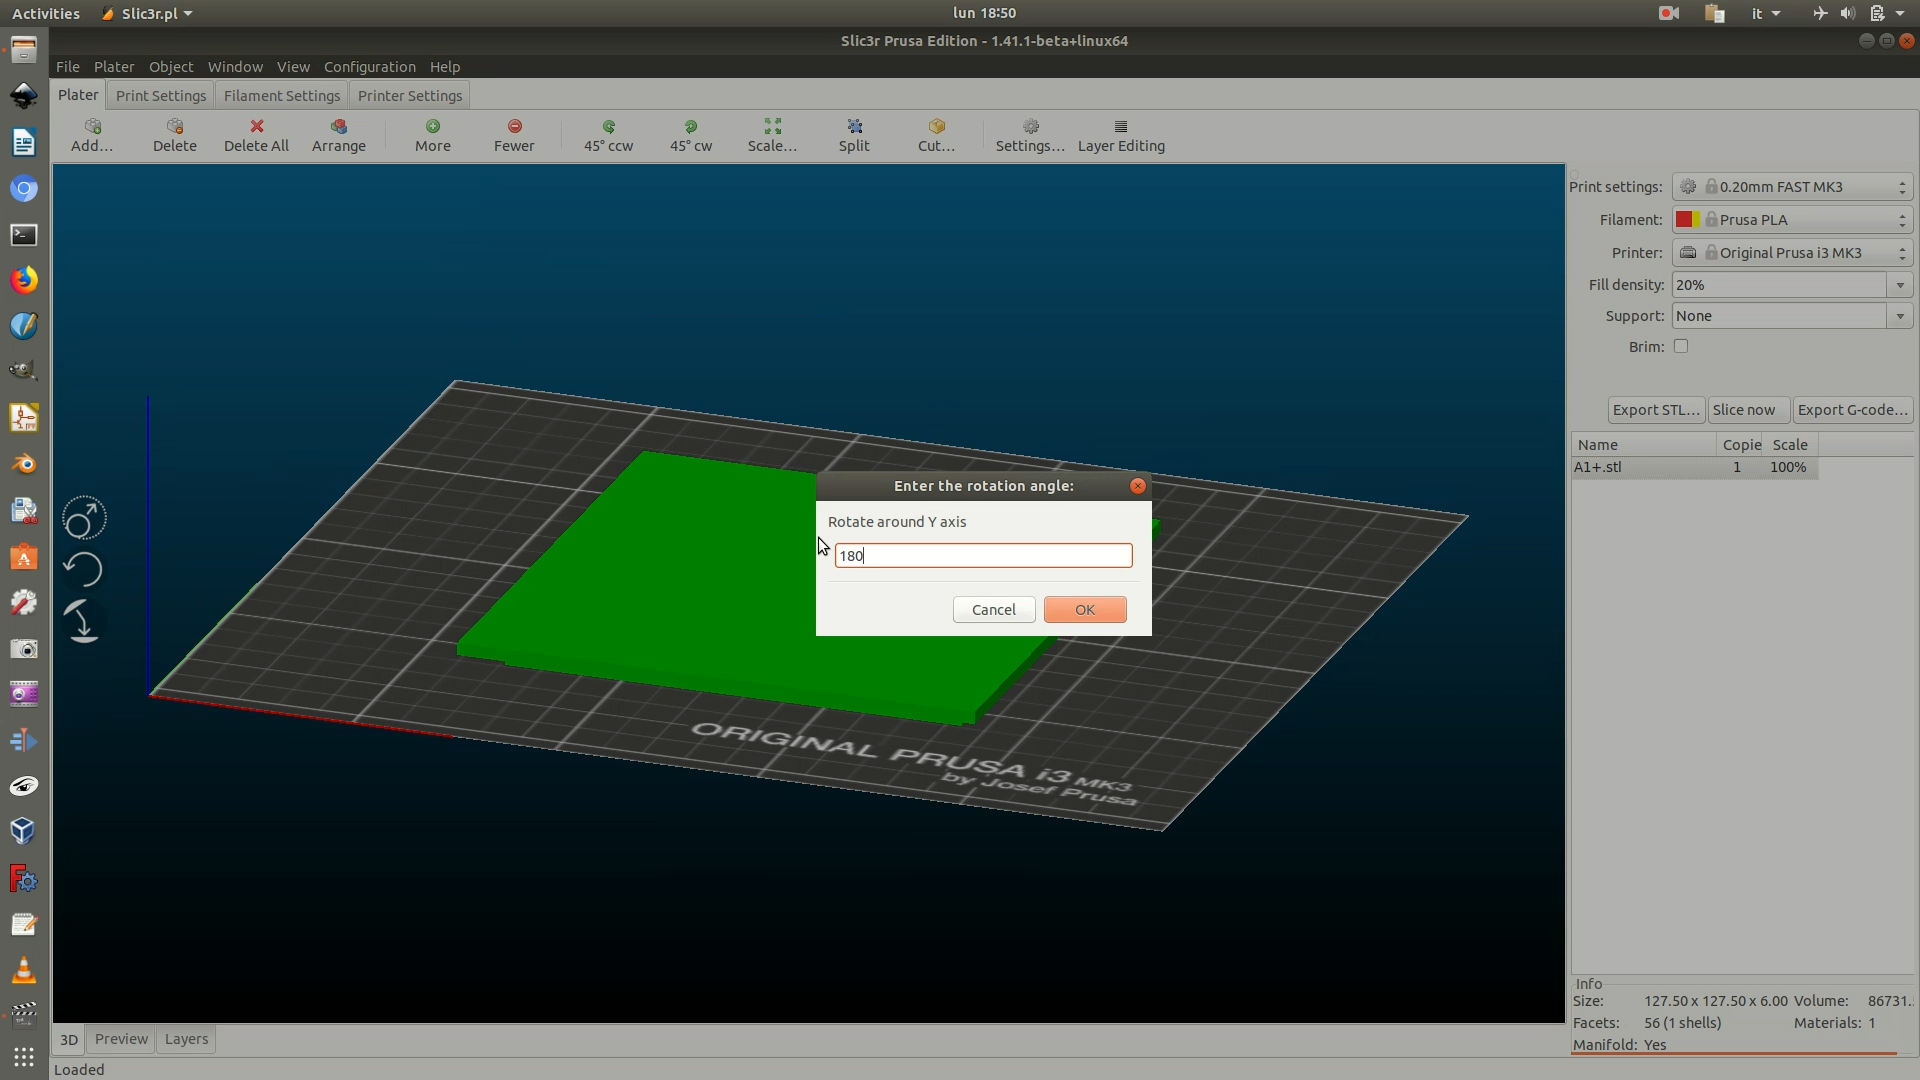 Activities Slic3r.pl lun 18:50 it
Slic3r Prusa Edition - 1.41.1-beta+linux64
File Plater Object Window View Configuration Help
Plater Print Settings Filament Settings Printer Settings
Add... Delete Delete All Arrange More Fewer 45° ccw 45° cw Scale... Split Cut... Settings... Layer Editing
Print settings: 0.20mm FAST MK3
Filament: Prusa PLA
Printer: Original Prusa i3 MK3
Fill density: 20%
Support: None
Brim:
Export STL... Slice now Export G-code...
Name Copie Scale
A1+.stl 1 100%
Enter the rotation angle:
Rotate around Y axis
180
Cancel OK
ORIGINAL PRUSA i3 MK3
by Josef Prusa
Info
Size: 127.50 x 127.50 x 6.00 Volume: 86731.
Facets: 56 (1 shells) Materials: 1
Manifold: Yes
3D Preview Layers
Loaded